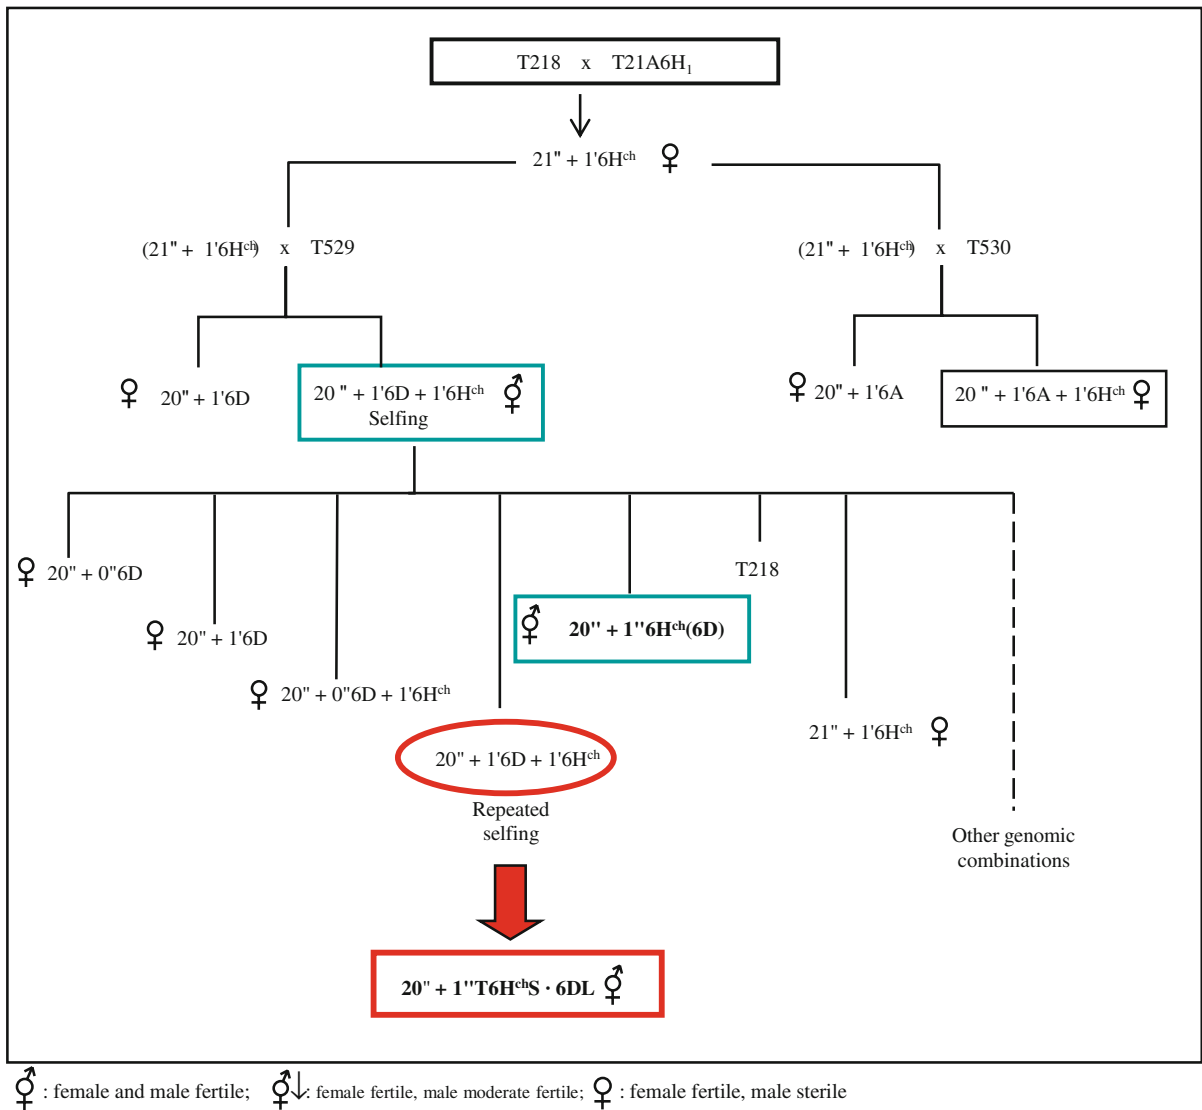 T218 x T21A6H₁
21" + 1'6Hᶜʰ ♀
(21" + 1'6Hᶜʰ) x T529
(21" + 1'6Hᶜʰ) x T530
♀ 20" + 1'6D
20 " + 1'6D + 1'6Hᶜʰ ⚥
Selfing
♀ 20" + 1'6A
20 " + 1'6A + 1'6Hᶜʰ ♀
♀ 20" + 0"6D
♀ 20" + 1'6D
♀ 20" + 0"6D + 1'6Hᶜʰ
20" + 1'6D + 1'6Hᶜʰ
Repeated
selfing
⚥ 20" + 1"6Hᶜʰ(6D)
T218
21" + 1'6Hᶜʰ ♀
Other genomic
combinations
20" + 1"T6HᶜʰS · 6DL ⚥
⚥ : female and male fertile; ⚥↓: female fertile, male moderate fertile; ♀ : female fertile, male sterile